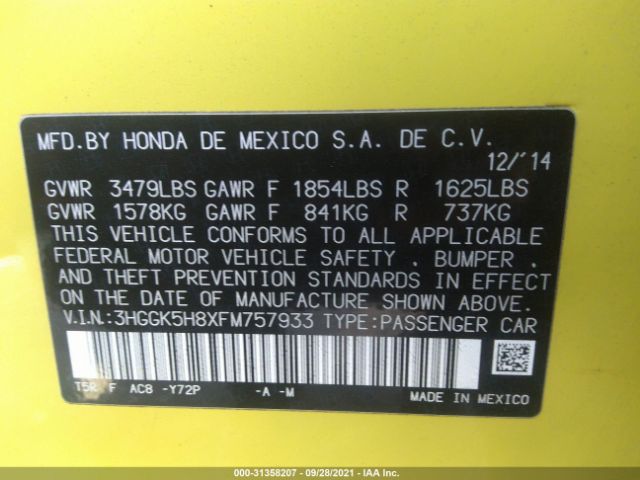 MFD.BY HONDA DE MEXICO S.A. DE C.V.
12/'14
GVWR 3479LBS GAWR F 1854LBS R 1625LBS
GVWR 1578KG GAWR F 841KG R 737KG
THIS VEHICLE CONFORMS TO ALL APPLICABLE
FEDERAL MOTOR VEHICLE SAFETY , BUMPER ,
AND THEFT PREVENTION STANDARDS IN EFFECT
ON THE DATE OF MANUFACTURE SHOWN ABOVE.
V.I.N.:3HGGK5H8XFM757933 TYPE:PASSENGER CAR
T5R F AC8 -Y72P -A -M
MADE IN MEXICO
000-31358207 - 09/28/2021 - IAA Inc.